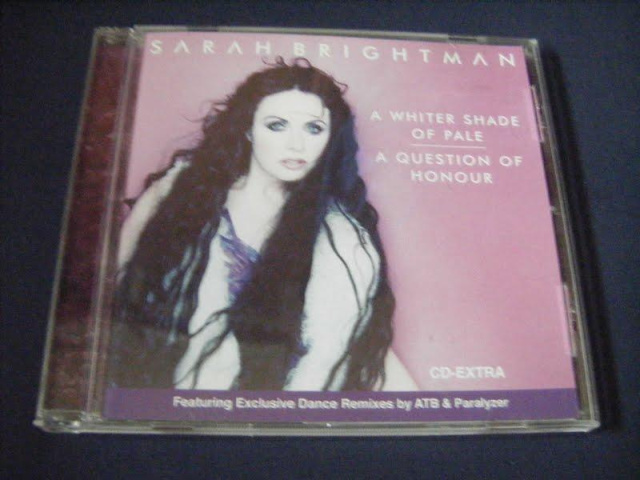 SARAH BRIGHTMAN
A WHITER SHADE
OF PALE
A QUESTION OF
HONOUR
CD-EXTRA
Featuring Exclusive Dance Remixes by ATB & Paralyzer